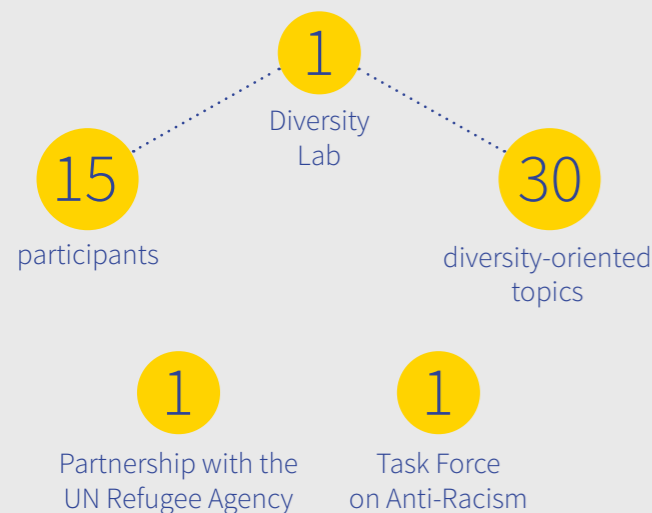 1
Diversity
Lab
15
participants
30
diversity-oriented
topics
1
Partnership with the
UN Refugee Agency
1
Task Force
on Anti-Racism